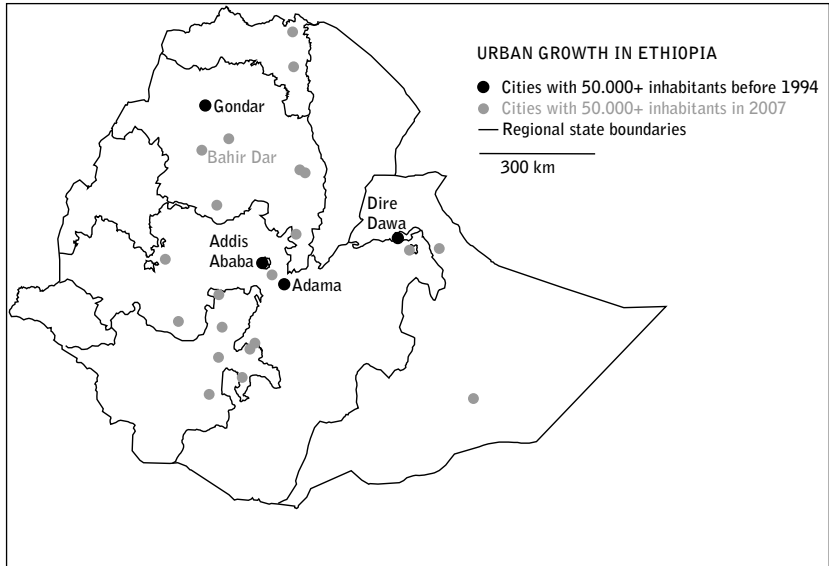 URBAN GROWTH IN ETHIOPIA
Cities with 50.000+ inhabitants before 1994
Cities with 50.000+ inhabitants in 2007
Regional state boundaries
300 km
Gondar
Bahir Dar
Dire
Dawa
Addis
Ababa
Adama